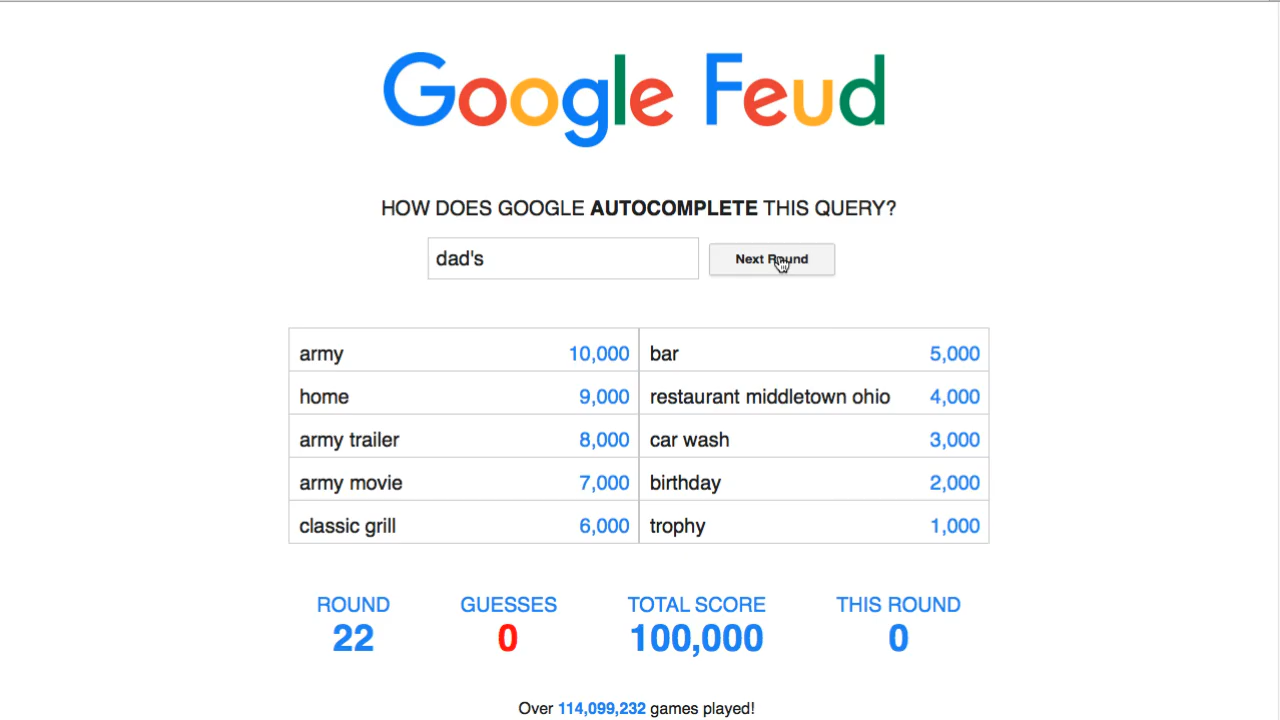 Google Feud
HOW DOES GOOGLE AUTOCOMPLETE THIS QUERY?
dad's
Next Round
army 10,000
home 9,000
army trailer 8,000
army movie 7,000
classic grill 6,000
bar 5,000
restaurant middletown ohio 4,000
car wash 3,000
birthday 2,000
trophy 1,000
ROUND
22
GUESSES
0
TOTAL SCORE
100,000
THIS ROUND
0
Over 114,099,232 games played!